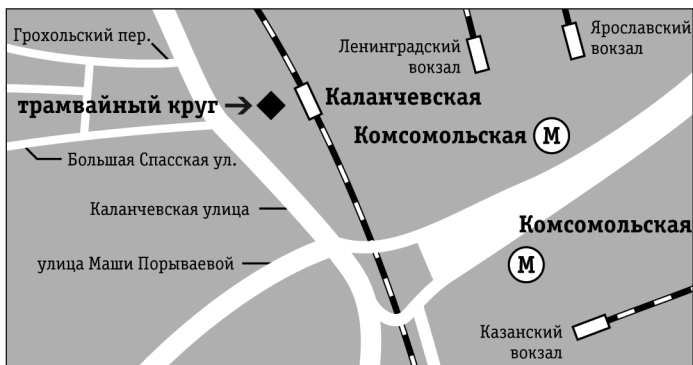 Грохольский пер.
Ленинградский
вокзал
Ярославский
вокзал
трамвайный круг
Каланчевская
Комсомольская М
Большая Спасская ул.
Каланчевская улица
Комсомольская
М
улица Маши Порываевой
Казанский
вокзал